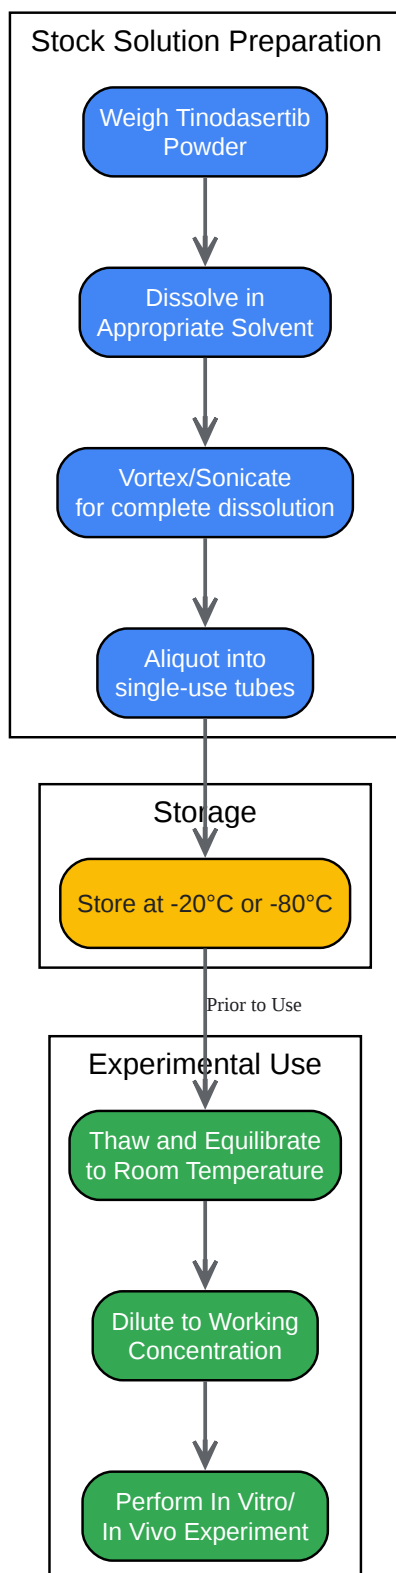 Stock Solution Preparation
Weigh Tinodasertib
Powder
Dissolve in
Appropriate Solvent
Vortex/Sonicate
for complete dissolution
Aliquot into
single-use tubes
Storage
Store at -20°C or -80°C
Prior to Use
Experimental Use
Thaw and Equilibrate
to Room Temperature
Dilute to Working
Concentration
Perform In Vitro/
In Vivo Experiment